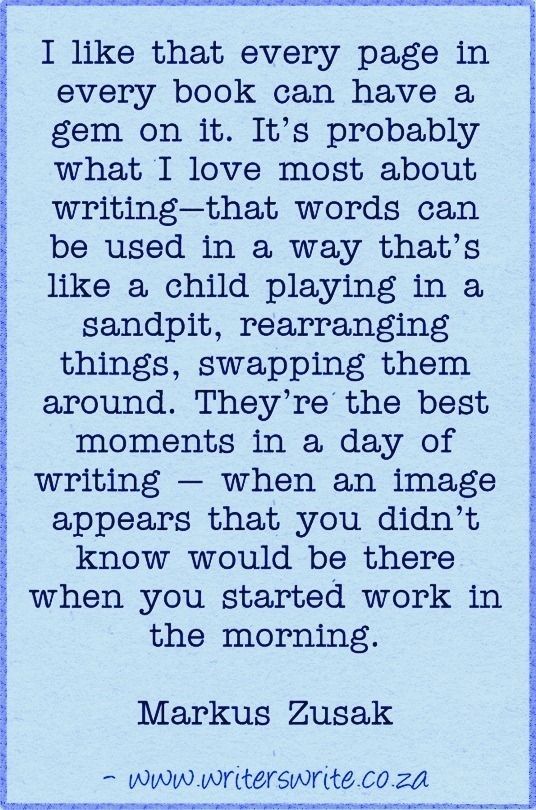 I like that every page in
every book can have a
gem on it. It's probably
what I love most about
writing—that words can
be used in a way that's
like a child playing in a
sandpit, rearranging
things, swapping them
around. They're the best
moments in a day of
writing — when an image
appears that you didn't
know would be there
when you started work in
the morning.
Markus Zusak
- www.writerswrite.co.za